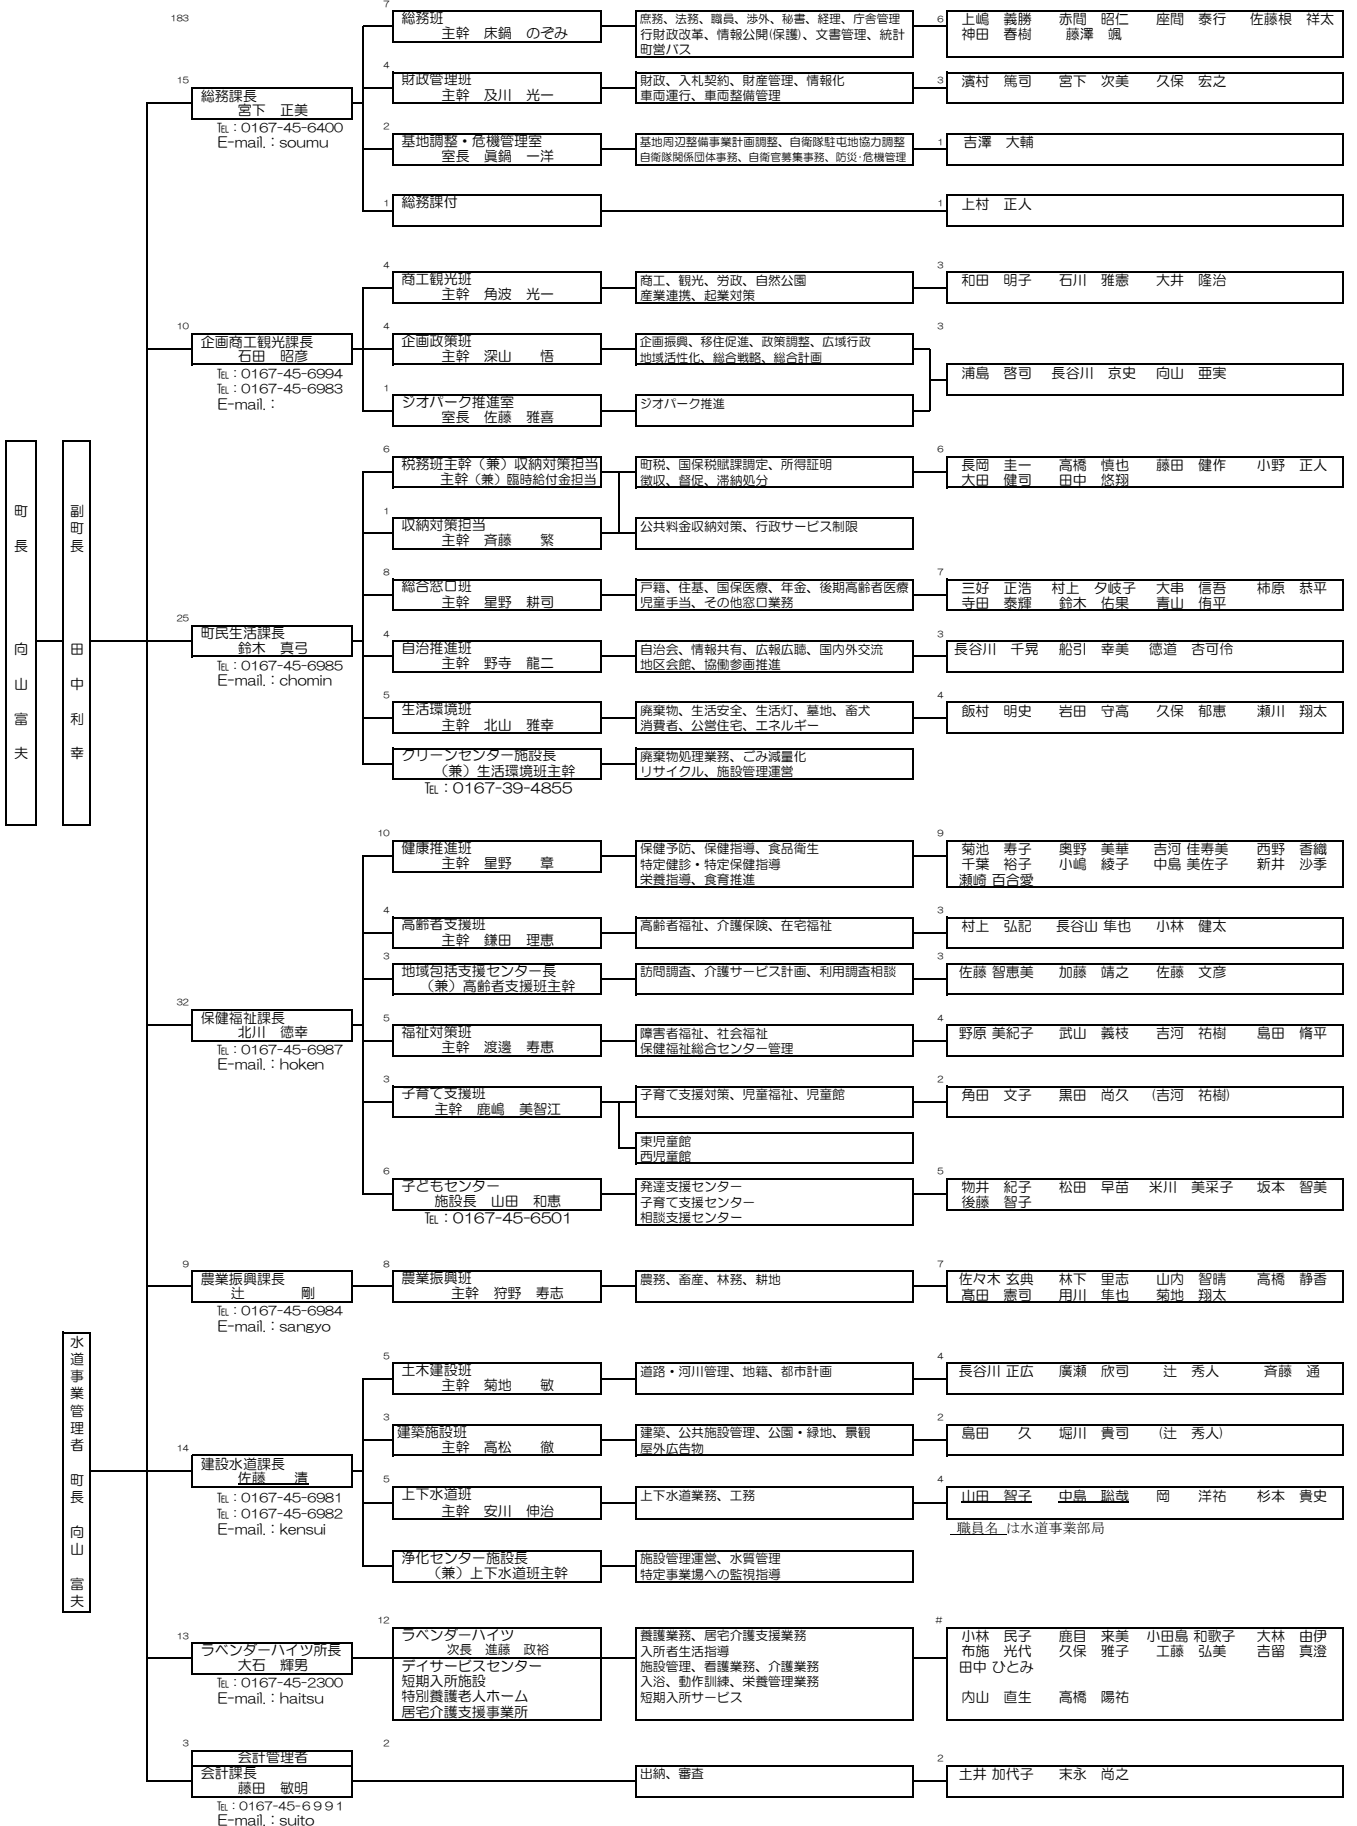 183
町長　向山富夫
副町長　田中利幸
水道事業管理者　町長　向山　富夫
15
総務課長
宮下　正美
℡：0167-45-6400
E-mail.：soumu
7
総務班
主幹　床鍋　のぞみ
庶務、法務、職員、渉外、秘書、経理、庁舎管理
行財政改革、情報公開(保護)、文書管理、統計
町営バス
6
上嶋　義勝　赤間　昭仁　座間　泰行　佐藤根　祥太
神田　春樹　藤澤　颯
4
財政管理班
主幹　及川　光一
財政、入札契約、財産管理、情報化
車両運行、車両整備管理
3
濱村　篤司　宮下　次美　久保　宏之
2
基地調整・危機管理室
室長　眞鍋　一洋
基地周辺整備事業計画調整、自衛隊駐屯地協力調整
自衛隊関係団体事務、自衛官募集事務、防災・危機管理
1
吉澤　大輔
1
総務課付
1
上村　正人
10
企画商工観光課長
石田　昭彦
℡：0167-45-6994
℡：0167-45-6983
E-mail.：
4
商工観光班
主幹　角波　光一
商工、観光、労政、自然公園
産業連携、起業対策
3
和田　明子　石川　雅憲　大井　隆治
4
企画政策班
主幹　深山　悟
企画振興、移住促進、政策調整、広域行政
地域活性化、総合戦略、総合計画
3
浦島　啓司　長谷川　京史　向山　亜実
1
ジオパーク推進室
室長　佐藤　雅喜
ジオパーク推進
25
町民生活課長
鈴木　真弓
℡：0167-45-6985
E-mail.：chomin
6
税務班主幹（兼）収納対策担当
主幹（兼）臨時給付金担当
町税、国保税賦課調定、所得証明
徴収、督促、滞納処分
6
長岡　圭一　高橋　慎也　藤田　健作　小野　正人
大田　健司　田中　悠翔
1
収納対策担当
主幹　斉藤　繁
公共料金収納対策、行政サービス制限
8
総合窓口班
主幹　星野　耕司
戸籍、住基、国保医療、年金、後期高齢者医療
児童手当、その他窓口業務
7
三好　正浩　村上　夕岐子　大串　信吾　柿原　恭平
寺田　泰輝　鈴木　佑果　青山　侑平
4
自治推進班
主幹　野寺　龍二
自治会、情報共有、広報広聴、国内外交流
地区会館、協働参画推進
3
長谷川　千晃　船引　幸美　徳道　杏可伶
5
生活環境班
主幹　北山　雅幸
廃棄物、生活安全、生活灯、墓地、畜犬
消費者、公営住宅、エネルギー
4
飯村　明史　岩田　守高　久保　郁恵　瀬川　翔太
クリーンセンター施設長
（兼）生活環境班主幹
℡：0167-39-4855
廃棄物処理業務、ごみ減量化
リサイクル、施設管理運営
32
保健福祉課長
北川　徳幸
℡：0167-45-6987
E-mail.：hoken
10
健康推進班
主幹　星野　章
保健予防、保健指導、食品衛生
特定健診・特定保健指導
栄養指導、食育推進
9
菊池　寿子　奥野　美華　吉河 佳寿美　西野　香織
千葉　裕子　小嶋　綾子　中島 美佐子　新井　沙季
瀬崎 百合愛
4
高齢者支援班
主幹　鎌田　理恵
高齢者福祉、介護保険、在宅福祉
3
村上　弘記　長谷山 隼也　小林　健太
3
地域包括支援センター長
（兼）高齢者支援班主幹
訪問調査、介護サービス計画、利用調査相談
3
佐藤 智恵美　加藤　靖之　佐藤　文彦
5
福祉対策班
主幹　渡邊　寿恵
障害者福祉、社会福祉
保健福祉総合センター管理
4
野原 美紀子　武山　義枝　吉河　祐樹　島田　脩平
3
子育て支援班
主幹　鹿嶋　美智江
子育て支援対策、児童福祉、児童館
2
角田　文子　黒田　尚久　(吉河　祐樹)
東児童館
西児童館
6
子どもセンター
施設長　山田　和恵
℡：0167-45-6501
発達支援センター
子育て支援センター
相談支援センター
5
物井　紀子　松田　早苗　米川　美采子　坂本　智美
後藤　智子
9
農業振興課長
辻　剛
℡：0167-45-6984
E-mail.：sangyo
8
農業振興班
主幹　狩野　寿志
農務、畜産、林務、耕地
7
佐々木 玄典　林下　里志　山内　智晴　高橋　静香
髙田　憲司　用川　隼也　菊地　翔太
14
建設水道課長
佐藤　清
℡：0167-45-6981
℡：0167-45-6982
E-mail.：kensui
5
土木建設班
主幹　菊地　敏
道路・河川管理、地籍、都市計画
4
長谷川 正広　廣瀬　欣司　辻　秀人　斉藤　通
3
建築施設班
主幹　高松　徹
建築、公共施設管理、公園・緑地、景観
屋外広告物
2
島田　久　堀川　貴司　(辻　秀人)
5
上下水道班
主幹　安川　伸治
上下水道業務、工務
4
山田　智子　中島　聡哉　岡　洋祐　杉本　貴史
職員名　は水道事業部局
浄化センター施設長
（兼）上下水道班主幹
施設管理運営、水質管理
特定事業場への監視指導
13
ラベンダーハイツ所長
大石　輝男
℡：0167-45-2300
E-mail.：haitsu
12
ラベンダーハイツ
次長　進藤　政裕
デイサービスセンター
短期入所施設
特別養護老人ホーム
居宅介護支援事業所
養護業務、居宅介護支援業務
入所者生活指導
施設管理、看護業務、介護業務
入浴、動作訓練、栄養管理業務
短期入所サービス
#
小林　民子　鹿目　来美　小田島 和歌子　大林　由伊
布施　光代　久保　雅子　工藤　弘美　吉留　真澄
田中 ひとみ
内山　直生　高橋　陽祐
3
会計管理者
会計課長
藤田　敏明
℡：0167-45-6991
E-mail.：suito
2
出納、審査
2
土井 加代子　末永　尚之